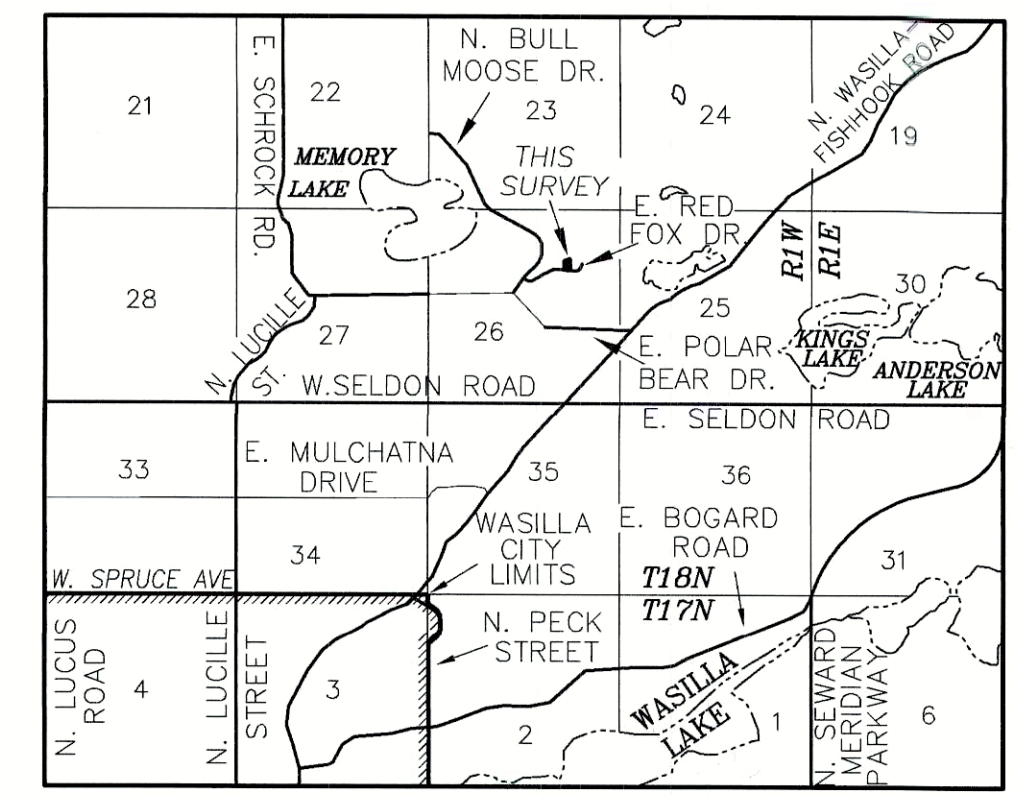 21
E. SCHROCK RD.
22
N. BULL
MOOSE DR.
23
24
N. WASILLA-
FISHHOOK ROAD
19
MEMORY
LAKE
THIS
SURVEY
E. RED
FOX DR.
R1W
R1E
28
N. LUCILLE
ST.
27
26
25
30
KINGS
LAKE
ANDERSON
LAKE
E. POLAR
BEAR DR.
W.SELDON ROAD
E. SELDON ROAD
33
E. MULCHATNA
DRIVE
35
36
34
WASILLA
CITY
LIMITS
E. BOGARD
ROAD
31
W. SPRUCE AVE
T18N
T17N
N. LUCUS
ROAD
4
N. LUCILLE
STREET
3
N. PECK
STREET
2
WASILLA
LAKE
1
N. SEWARD
MERIDIAN
PARKWAY
6